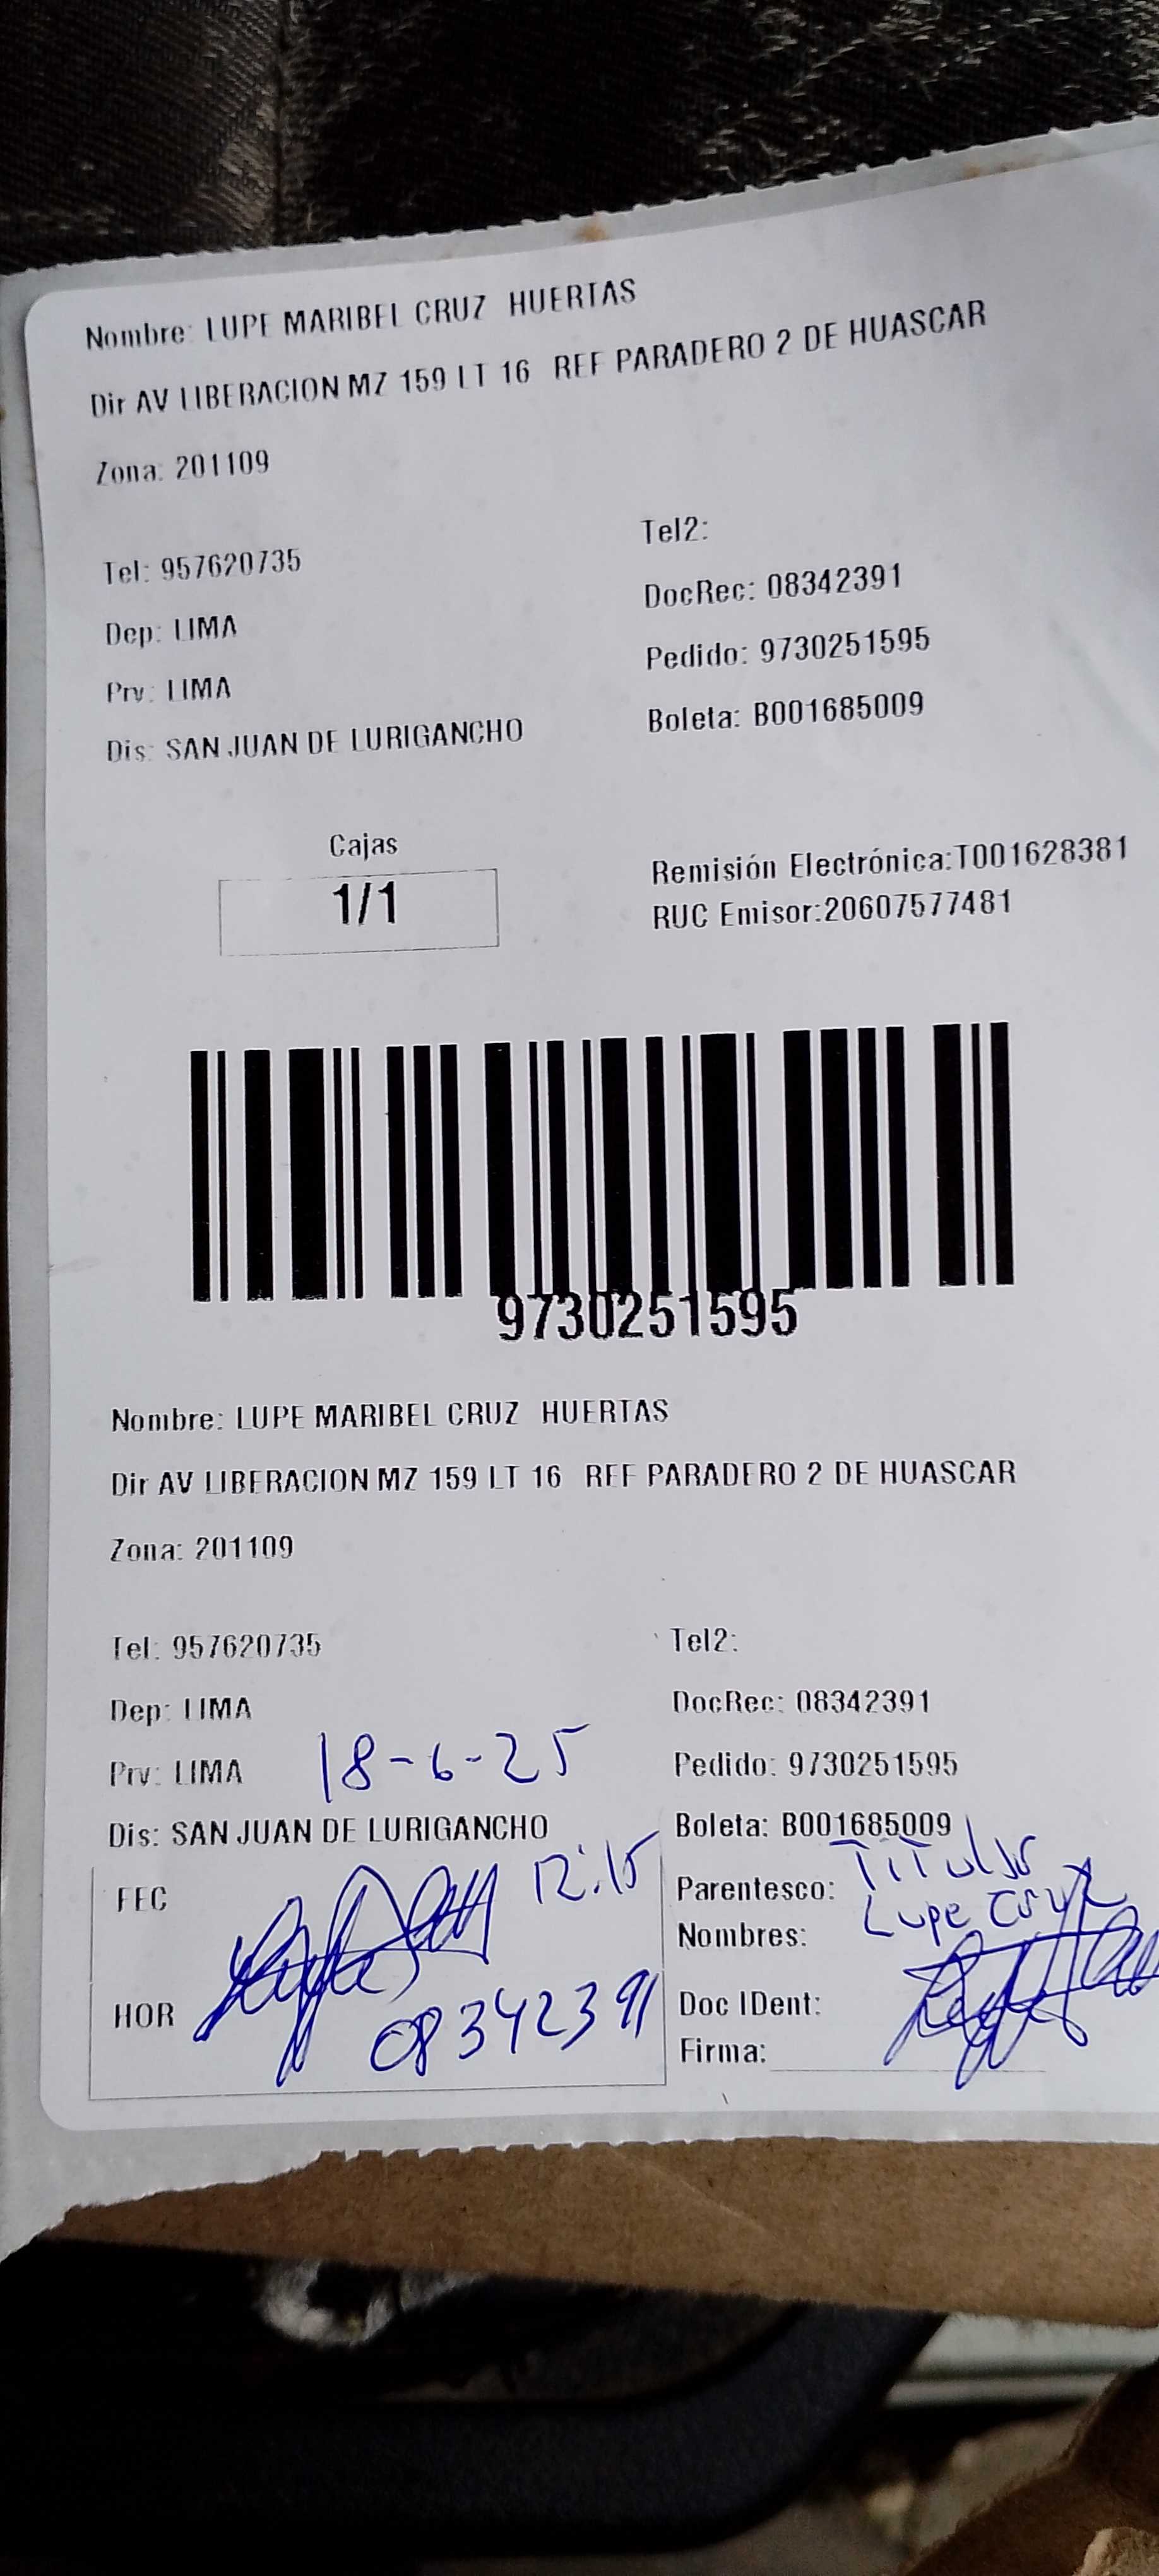 Nombre: LUPE MARIBEL CRUZ HUERTAS
Dir AV LIBERACION MZ 159 LT 16 REF PARADERO 2 DE HUASCAR
Zona: 201109
Tel: 957620735
Tel2:
Dep: LIMA
DocRec: 08342391
Prv: LIMA
Pedido: 9730251595
Dis: SAN JUAN DE LURIGANCHO
Boleta: B001685009
Cajas
1/1
Remisión Electrónica:T001628381
RUC Emisor:20607577481
9730251595
Nombre: LUPE MARIBEL CRUZ HUERTAS
Dir AV LIBERACION MZ 159 LT 16 REF PARADERO 2 DE HUASCAR
Zona: 201109
Tel: 957620735
Tel2:
Dep: LIMA
DocRec: 08342391
Prv: LIMA 18-6-25
Pedido: 9730251595
Dis: SAN JUAN DE LURIGANCHO
Boleta: B001685009
FEC 12:15
Parentesco: Titular
Nombres: Lupe Cruz
HOR 08342391
Doc IDent:
Firma: